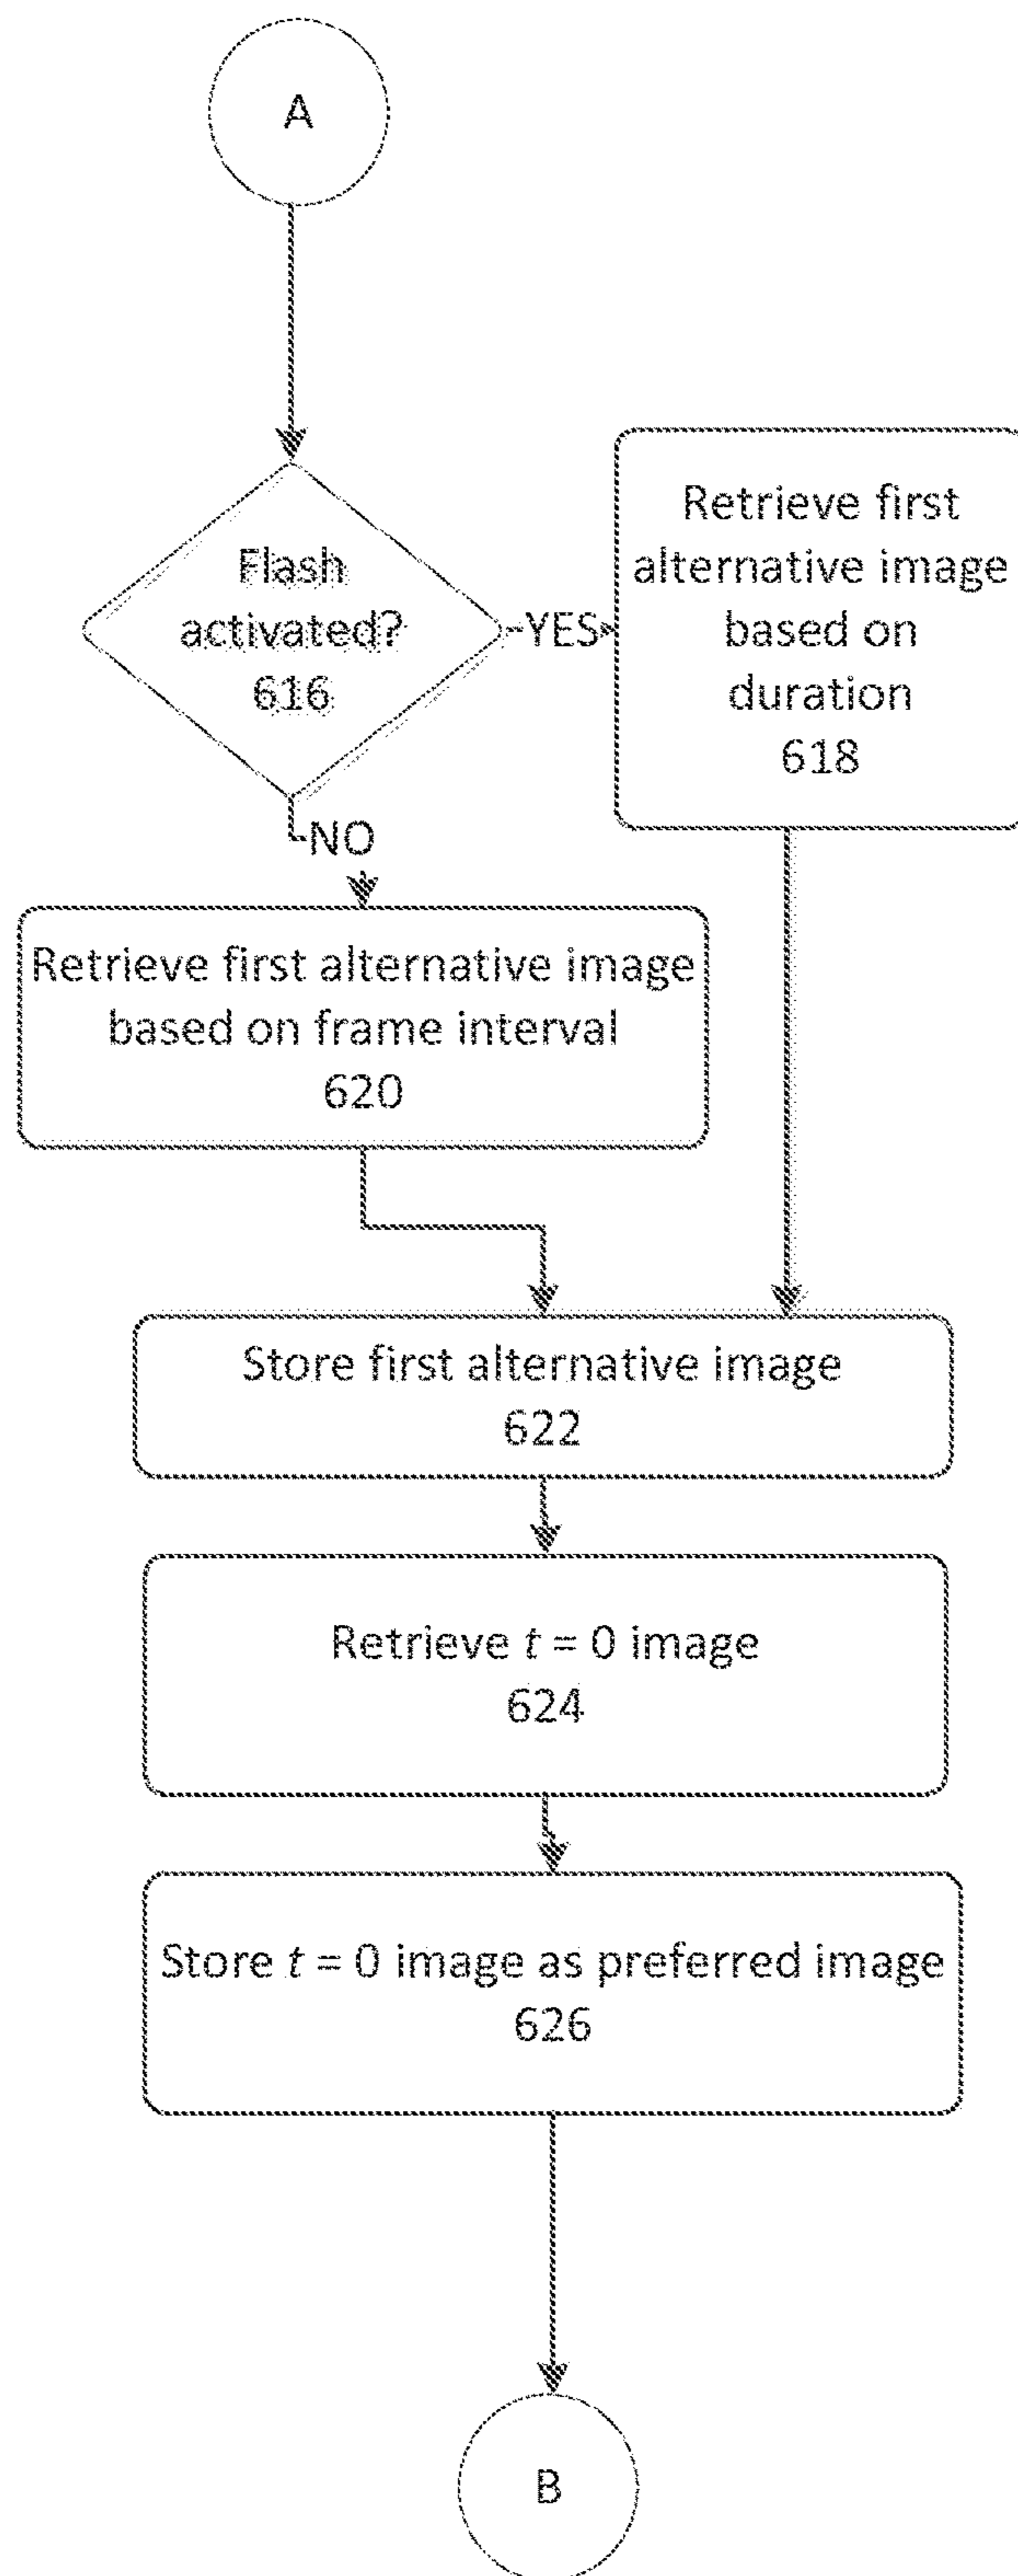 A
Flash
activated?
616
YES
Retrieve first
alternative image
based on
duration
618
NO
Retrieve first alternative image
based on frame interval
620
Store first alternative image
622
Retrieve t = 0 image
624
Store t = 0 image as preferred image
626
B